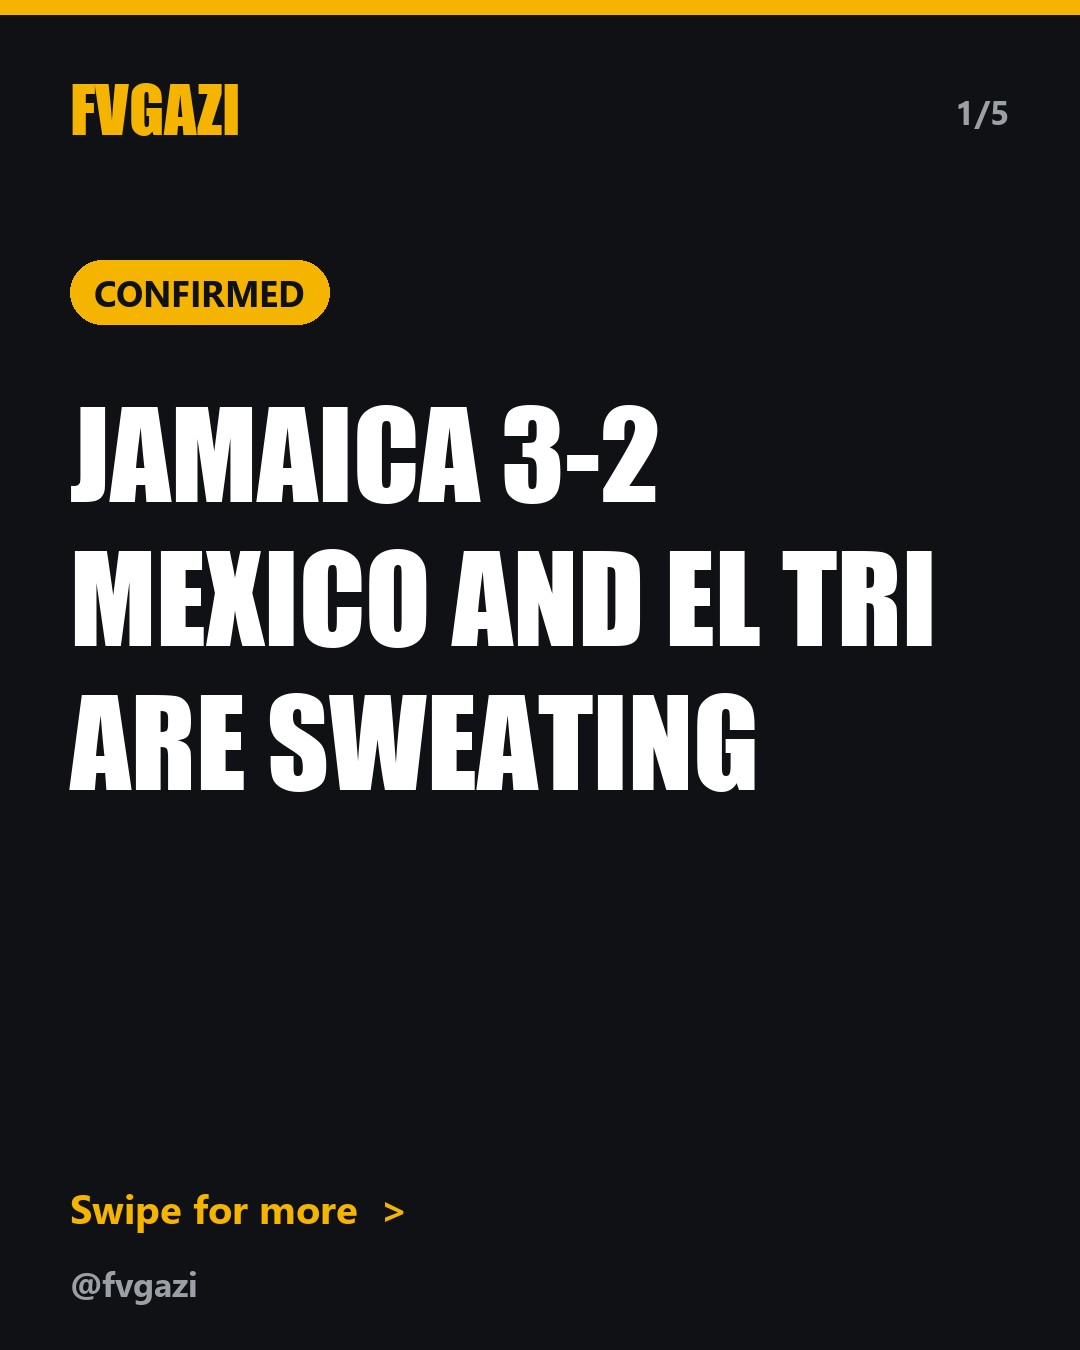 FVGAZI
1/5
CONFIRMED
JAMAICA 3-2
MEXICO AND EL TRI
ARE SWEATING
Swipe for more >
@fvgazi